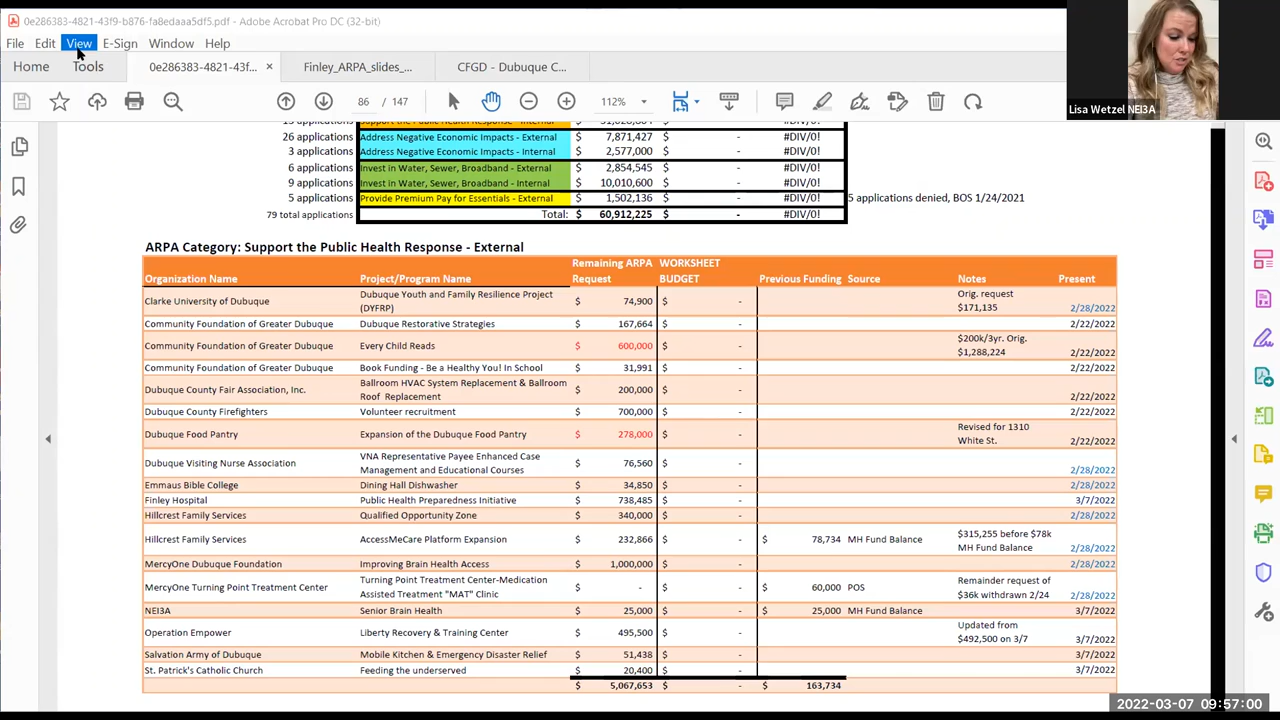 0e286383-4821-43f9-b876-fa8edaaa5df5.pdf - Adobe Acrobat Pro DC (32-bit)
File Edit View E-Sign Window Help
Home Tools 0e286383-4821-43f... × Finley_ARPA_slides_... CFGD - Dubuque C...
86 / 147 112%
Lisa Wetzel NEI3A
26 applications Address Negative Economic Impacts - External $ 7,871,427 $ - #DIV/0!
3 applications Address Negative Economic Impacts - Internal $ 2,577,000 $ - #DIV/0!
6 applications Invest in Water, Sewer, Broadband - External $ 2,854,545 $ - #DIV/0!
9 applications Invest in Water, Sewer, Broadband - Internal $ 10,010,600 $ - #DIV/0!
5 applications Provide Premium Pay for Essentials - External $ 1,502,136 $ - #DIV/0! 5 applications denied, BOS 1/24/2021
79 total applications Total: $ 60,912,225 $ - #DIV/0!
ARPA Category: Support the Public Health Response - External
Remaining ARPA WORKSHEET
Organization Name Project/Program Name Request BUDGET Previous Funding Source Notes Present
Clarke University of Dubuque Dubuque Youth and Family Resilience Project (DYFRP) $ 74,900 $ - Orig. request $171,135 2/28/2022
Community Foundation of Greater Dubuque Dubuque Restorative Strategies $ 167,664 $ - 2/22/2022
Community Foundation of Greater Dubuque Every Child Reads $ 600,000 $ - $200k/3yr. Orig. $1,288,224 2/22/2022
Community Foundation of Greater Dubuque Book Funding - Be a Healthy You! In School $ 31,991 $ - 2/22/2022
Dubuque County Fair Association, Inc. Ballroom HVAC System Replacement & Ballroom Roof Replacement $ 200,000 $ - 2/22/2022
Dubuque County Firefighters Volunteer recruitment $ 700,000 $ - 2/22/2022
Dubuque Food Pantry Expansion of the Dubuque Food Pantry $ 278,000 $ - Revised for 1310 White St. 2/22/2022
Dubuque Visiting Nurse Association VNA Representative Payee Enhanced Case Management and Educational Courses $ 76,560 $ - 2/28/2022
Emmaus Bible College Dining Hall Dishwasher $ 34,850 $ - 2/28/2022
Finley Hospital Public Health Preparedness Initiative $ 738,485 $ - 3/7/2022
Hillcrest Family Services Qualified Opportunity Zone $ 340,000 $ - 2/28/2022
Hillcrest Family Services AccessMeCare Platform Expansion $ 232,866 $ - $ 78,734 MH Fund Balance $315,255 before $78k MH Fund Balance 2/28/2022
MercyOne Dubuque Foundation Improving Brain Health Access $ 1,000,000 $ - 2/28/2022
MercyOne Turning Point Treatment Center Turning Point Treatment Center-Medication Assisted Treatment "MAT" Clinic $ - $ - $ 60,000 POS Remainder request of $36k withdrawn 2/24 2/28/2022
NEI3A Senior Brain Health $ 25,000 $ - $ 25,000 MH Fund Balance 3/7/2022
Operation Empower Liberty Recovery & Training Center $ 495,500 $ - Updated from $492,500 on 3/7 3/7/2022
Salvation Army of Dubuque Mobile Kitchen & Emergency Disaster Relief $ 51,438 $ - 3/7/2022
St. Patrick's Catholic Church Feeding the underserved $ 20,400 $ - 3/7/2022
$ 5,067,653 $ - $ 163,734
2022-03-07 09:57:00